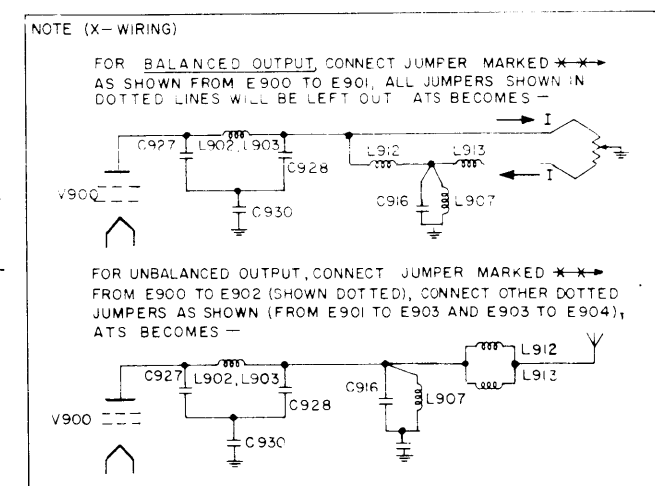 NOTE (X-WIRING)
FOR BALANCED OUTPUT, CONNECT JUMPER MARKED
AS SHOWN FROM E900 TO E901, ALL JUMPERS SHOWN IN
DOTTED LINES WILL BE LEFT OUT ATS BECOMES —
I
C927
L902, L903
C928
L912
L913
I
V900
C930
C916
L907
FOR UNBALANCED OUTPUT, CONNECT JUMPER MARKED
FROM E900 TO E902 (SHOWN DOTTED), CONNECT OTHER DOTTED
JUMPERS AS SHOWN (FROM E901 TO E903 AND E903 TO E904),
ATS BECOMES —
L912
C927
L902, L903
C928
C916
L907
L913
V900
C930